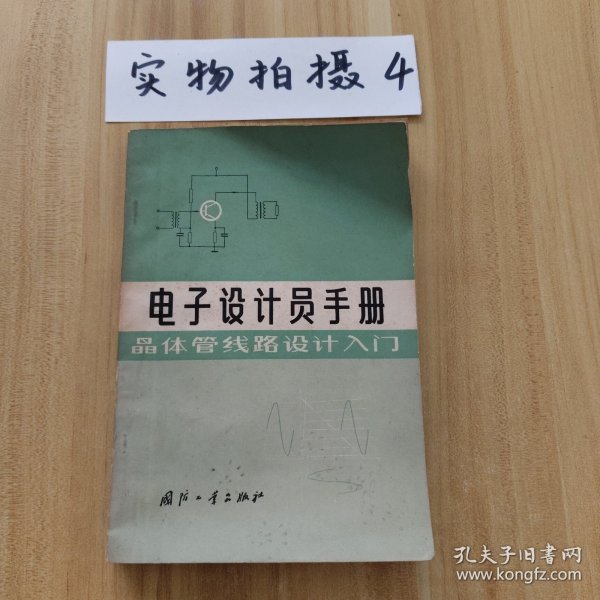 实物拍摄4
电子设计员手册
晶体管线路设计入门
国防工业出版社
孔夫子旧书网
www.kongfz.com